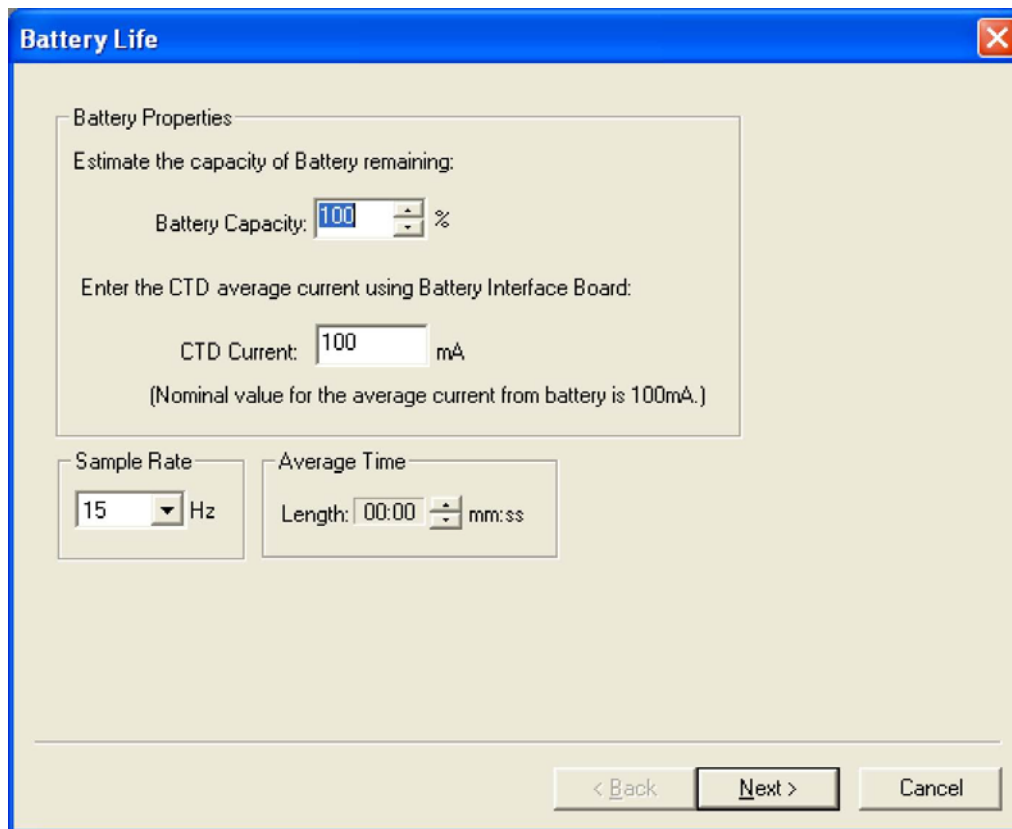 Battery Life
Battery Properties
Estimate the capacity of Battery remaining:
Battery Capacity: 100 %
Enter the CTD average current using Battery Interface Board:
CTD Current: 100 mA
(Nominal value for the average current from battery is 100mA.)
Sample Rate
15 Hz
Average Time
Length: 00:00 mm:ss
< Back
Next >
Cancel